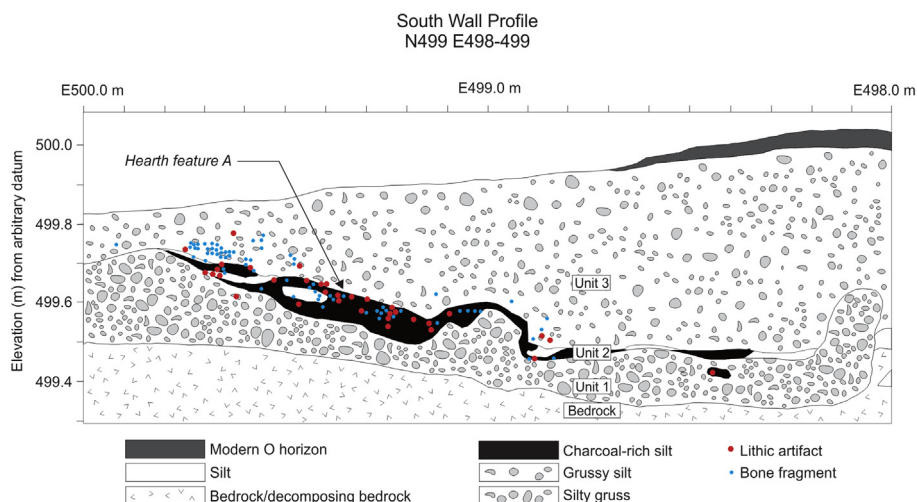 South Wall Profile
N499 E498-499
E500.0 m
E499.0 m
E498.0 m
Elevation (m) from arbitrary datum
500.0
499.8
499.6
499.4
Hearth feature A
Unit 3
Unit 2
Unit 1
Bedrock
Modern O horizon
Silt
Bedrock/decomposing bedrock
Charcoal-rich silt
Grussy silt
Silty gruss
Lithic artifact
Bone fragment